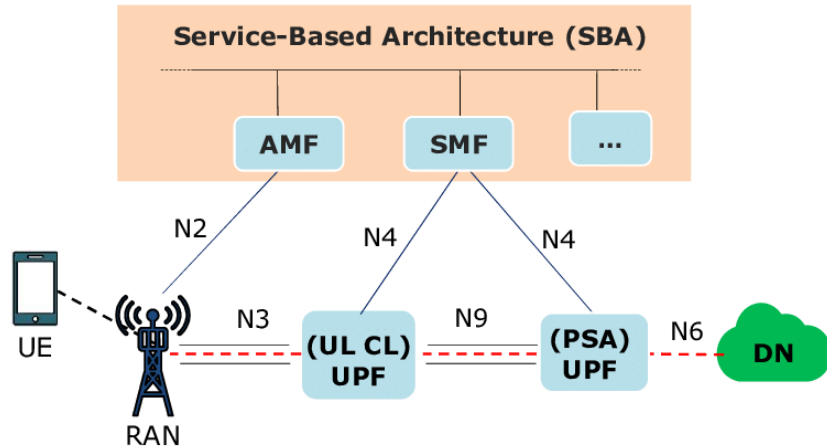 Service-Based Architecture (SBA)
AMF
SMF
...
N2
N4
N4
UE
N3
(UL CL)
UPF
N9
(PSA)
UPF
N6
DN
RAN